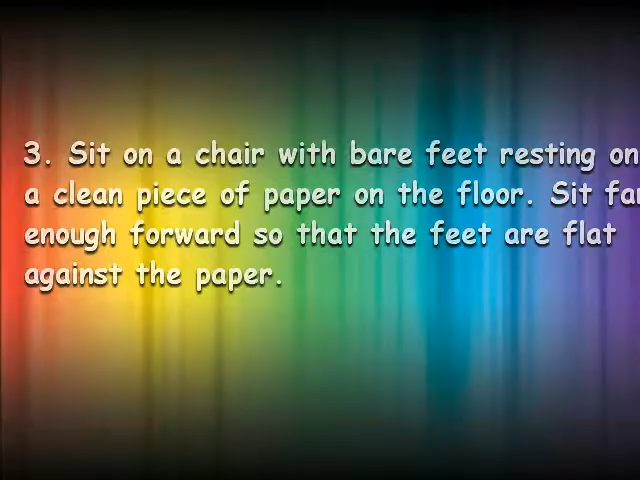 3. Sit on a chair with bare feet resting on
a clean piece of paper on the floor. Sit far
enough forward so that the feet are flat
against the paper.